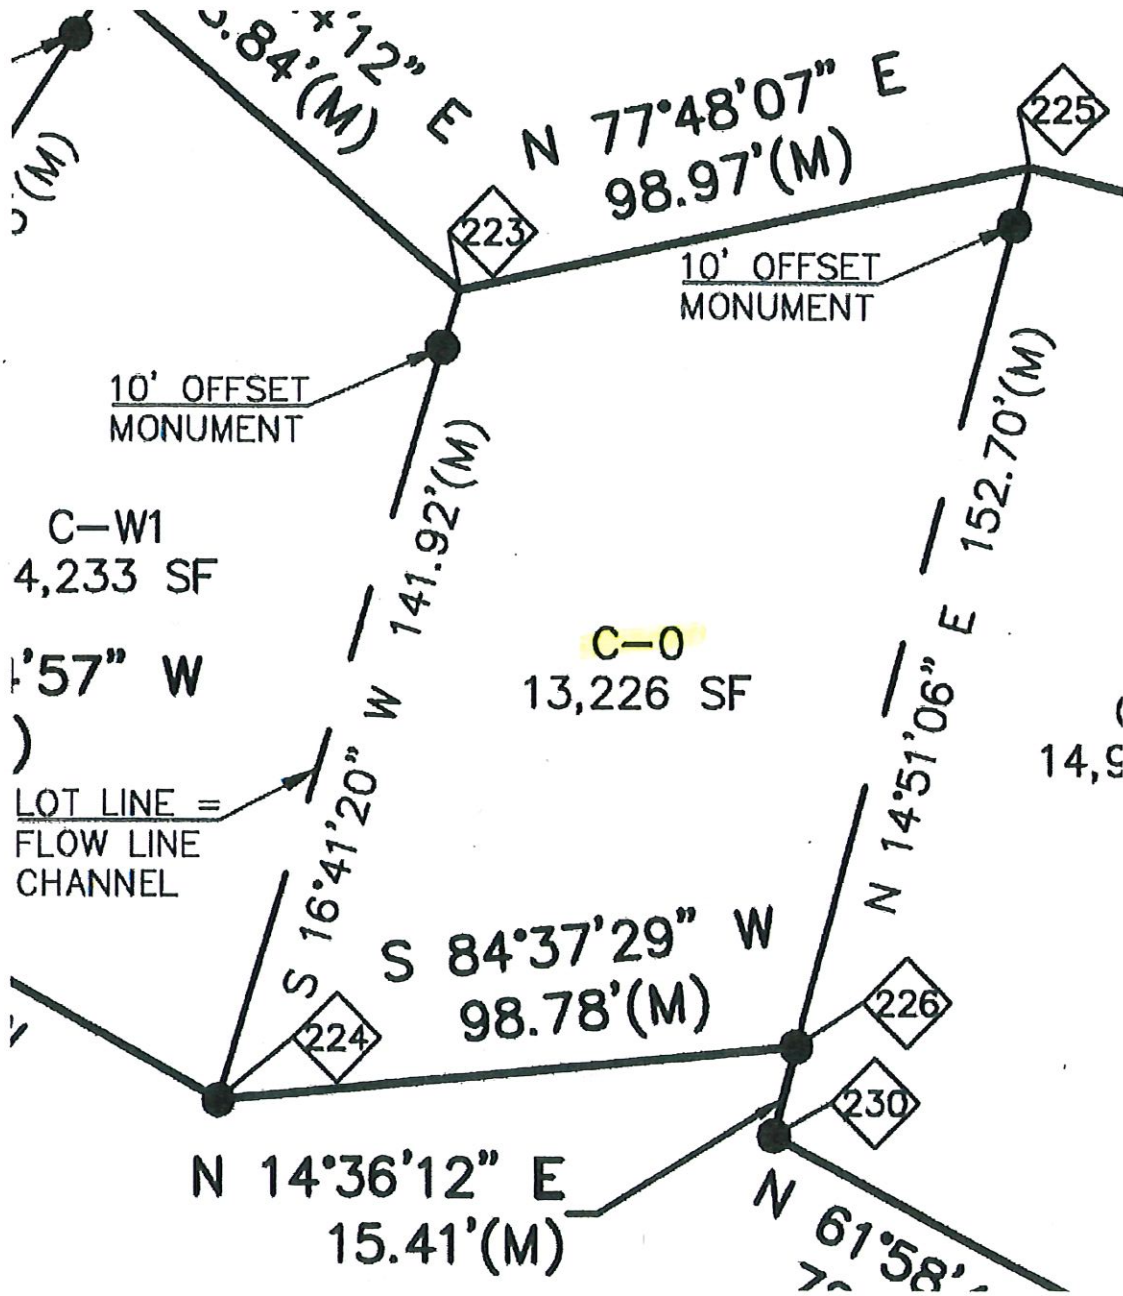 12" E
.84'(M)
N 77°48'07" E
98.97'(M)
225
'(M)
223
10' OFFSET
MONUMENT
10' OFFSET
MONUMENT
141.92'(M)
152.70'(M)
C-W1
4,233 SF
C-O
13,226 SF
'57" W
)
S 16°41'20" W
N 14°51'06" E
14,9
LOT LINE =
FLOW LINE
CHANNEL
S 84°37'29" W
98.78'(M)
224
226
230
N 14°36'12" E
15.41'(M)
N 61°58'